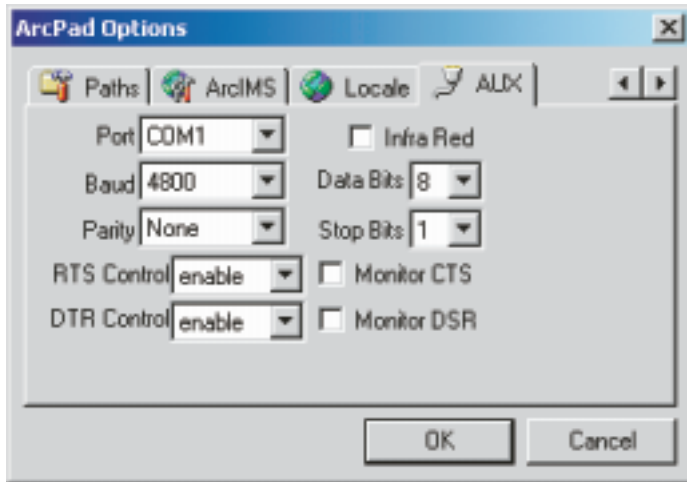 ArcPad Options
Paths ArcIMS Locale AUX
Port COM1 Infra Red
Baud 4800 Data Bits 8
Parity None Stop Bits 1
RTS Control enable Monitor CTS
DTR Control enable Monitor DSR
OK Cancel